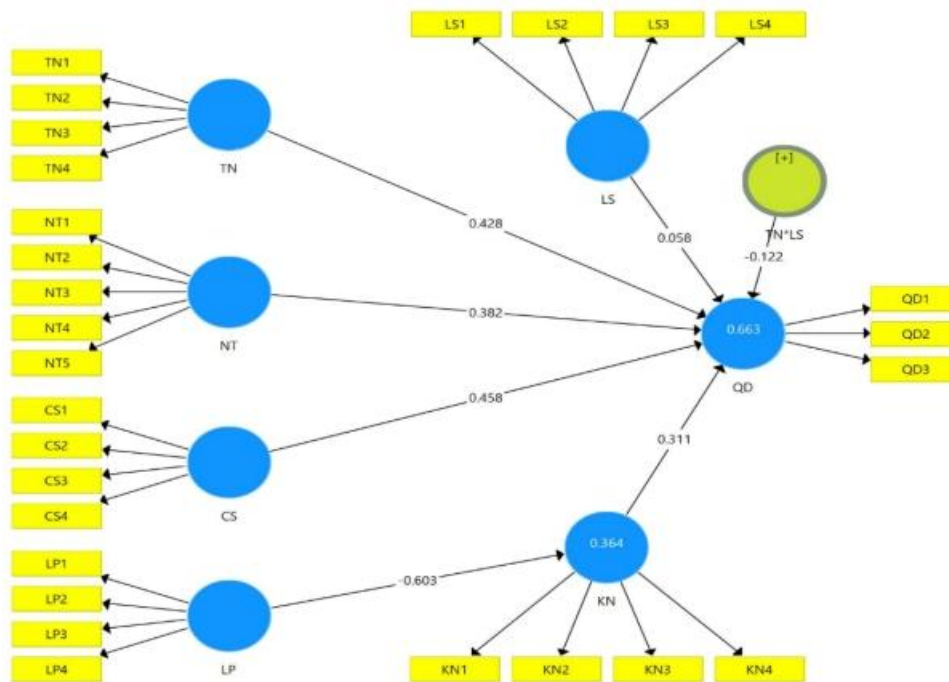 LS1
LS2
LS3
LS4
TN1
TN2
TN3
TN4
TN
LS
[+]
TN*LS
0.428
0.058
-0.122
NT1
NT2
NT3
NT4
NT5
NT
0.382
0.663
QD
QD1
QD2
QD3
CS1
CS2
CS3
CS4
CS
0.458
0.311
LP1
LP2
LP3
LP4
LP
-0.603
0.364
KN
KN1
KN2
KN3
KN4